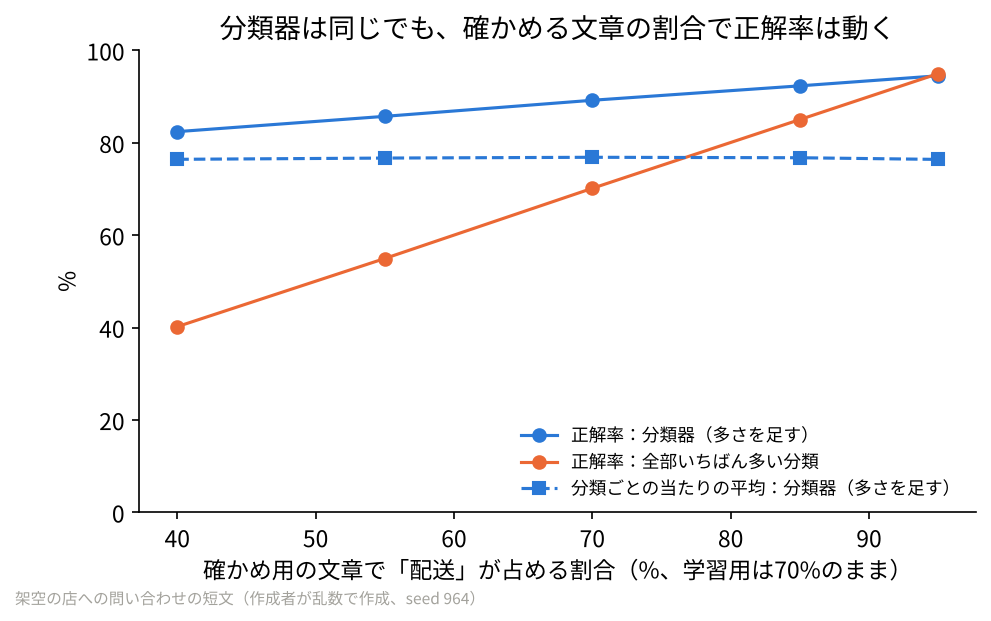 分類器は同じでも、確かめる文章の割合で正解率は動く
100
80
60
40
20
0
%
正解率：分類器（多さを足す）
正解率：全部いちばん多い分類
分類ごとの当たりの平均：分類器（多さを足す）
40 50 60 70 80 90
確かめ用の文章で「配送」が占める割合（%、学習用は70%のまま）
架空の店への問い合わせの短文（作成者が乱数で作成、seed 964）